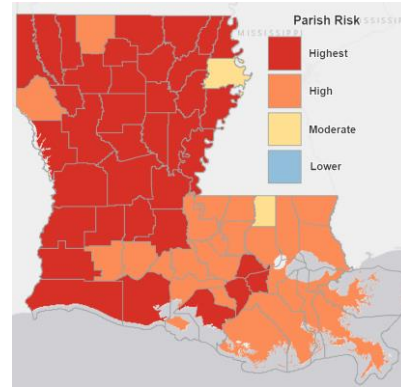 Parish Risk
MISSISSIPPI
Highest
High
Moderate
Lower